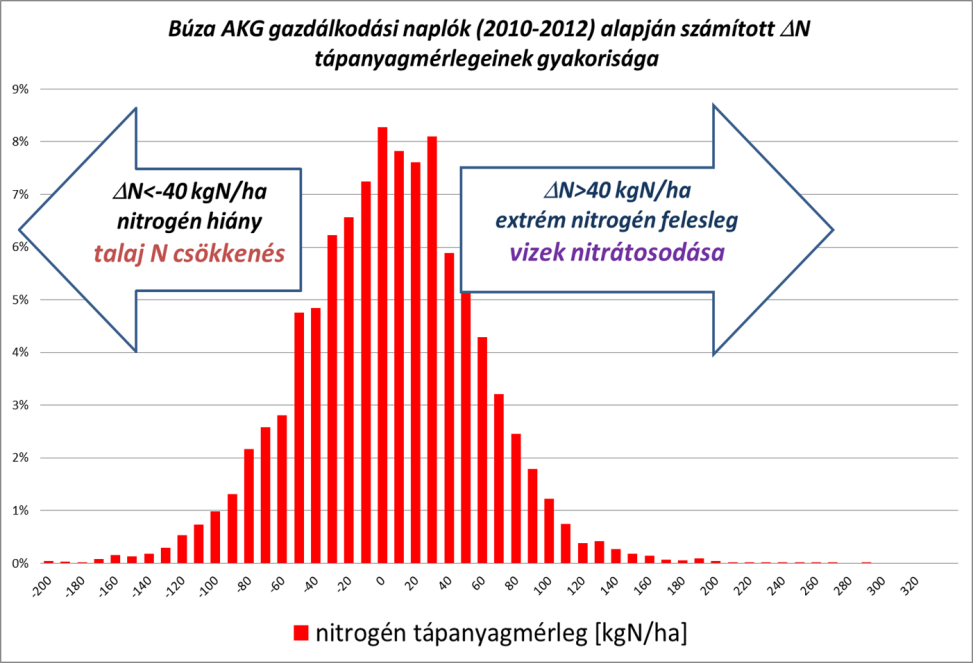 Búza AKG gazdálkodási naplók (2010-2012) alapján számított ΔN
tápanyagmérlegeinek gyakorisága
9%
8%
7%
6%
5%
4%
3%
2%
1%
0%
ΔN<-40 kgN/ha
nitrogén hiány
talaj N csökkenés
ΔN>40 kgN/ha
extrém nitrogén felesleg
vizek nitrátosodása
-200 -180 -160 -140 -120 -100 -80 -60 -40 -20 0 20 40 60 80 100 120 140 160 180 200 220 240 260 280 300 320
nitrogén tápanyagmérleg [kgN/ha]